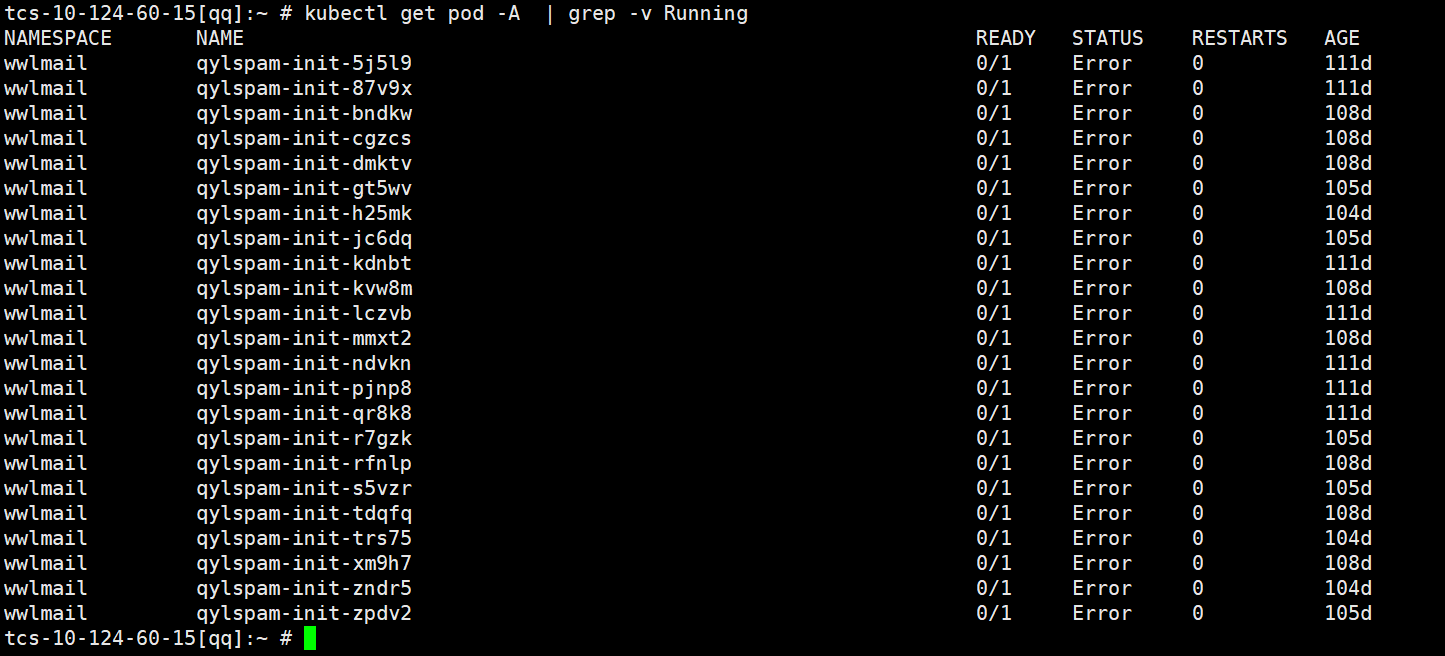 tcs-10-124-60-15[qq]:~ # kubectl get pod -A  | grep -v Running
NAMESPACE NAME READY STATUS RESTARTS AGE
wwlmail qylspam-init-5j5l9 0/1 Error 0 111d
wwlmail qylspam-init-87v9x 0/1 Error 0 111d
wwlmail qylspam-init-bndkw 0/1 Error 0 108d
wwlmail qylspam-init-cgzcs 0/1 Error 0 108d
wwlmail qylspam-init-dmktv 0/1 Error 0 108d
wwlmail qylspam-init-gt5wv 0/1 Error 0 105d
wwlmail qylspam-init-h25mk 0/1 Error 0 104d
wwlmail qylspam-init-jc6dq 0/1 Error 0 105d
wwlmail qylspam-init-kdnbt 0/1 Error 0 111d
wwlmail qylspam-init-kvw8m 0/1 Error 0 108d
wwlmail qylspam-init-lczvb 0/1 Error 0 111d
wwlmail qylspam-init-mmxt2 0/1 Error 0 108d
wwlmail qylspam-init-ndvkn 0/1 Error 0 111d
wwlmail qylspam-init-pjnp8 0/1 Error 0 111d
wwlmail qylspam-init-qr8k8 0/1 Error 0 111d
wwlmail qylspam-init-r7gzk 0/1 Error 0 105d
wwlmail qylspam-init-rfnlp 0/1 Error 0 108d
wwlmail qylspam-init-s5vzr 0/1 Error 0 105d
wwlmail qylspam-init-tdqfq 0/1 Error 0 108d
wwlmail qylspam-init-trs75 0/1 Error 0 104d
wwlmail qylspam-init-xm9h7 0/1 Error 0 108d
wwlmail qylspam-init-zndr5 0/1 Error 0 104d
wwlmail qylspam-init-zpdv2 0/1 Error 0 105d
tcs-10-124-60-15[qq]:~ #